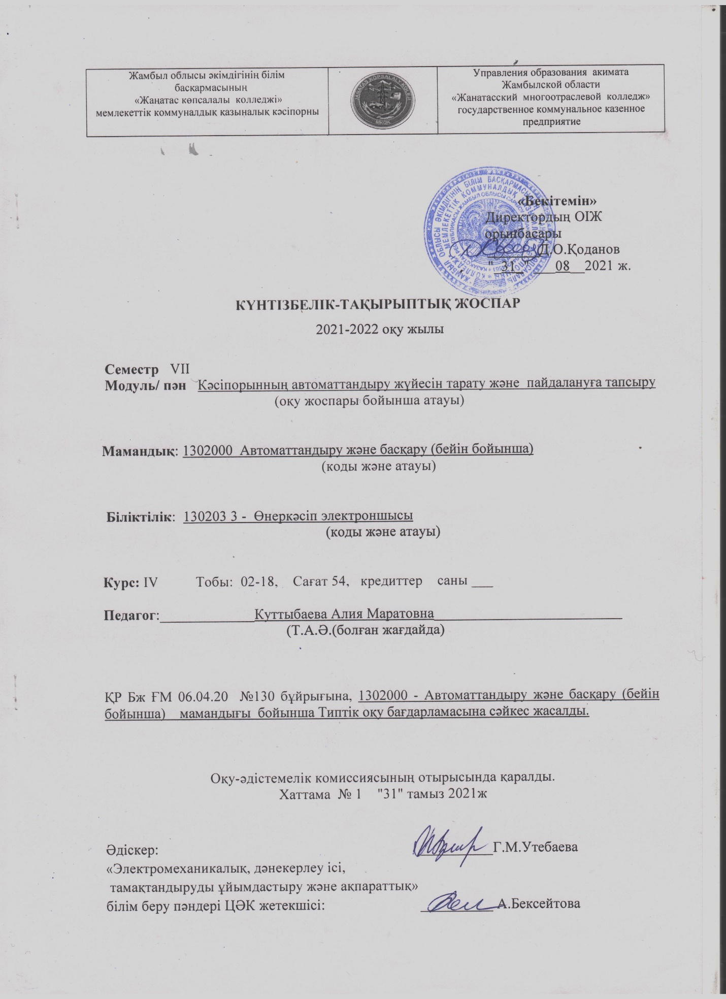 Жамбыл облысы әкімдігінің білім
басқармасының
«Жаңатас көпсалалы колледжі»
мемлекеттік коммуналдық қазыналық кәсіпорны
МКҚК
Управления образования акимата
Жамбылской области
«Жанатасский многоотраслевой колледж»
государственное коммунальное казенное
предприятие
«Бекітемін»
Директордың ОІЖ
орынбасары
Д.О.Қоданов
"_31_" ___08__2021 ж.
КҮНТІЗБЕЛІК-ТАҚЫРЫПТЫҚ ЖОСПАР
2021-2022 оқу жылы
Семестр VII
Модуль/ пән Кәсіпорынның автоматтандыру жүйесін тарату және пайдалануға тапсыру
(оқу жоспары бойынша атауы)
Мамандық: 1302000 Автоматтандыру және басқару (бейін бойынша)
(коды және атауы)
Біліктілік: 130203 3 - Өнеркәсіп электроншысы
(коды және атауы)
Курс: IV Тобы: 02-18, Сағат 54, кредиттер саны ___
Педагог:_____________Куттыбаева Алия Маратовна__________________________
(Т.А.Ә.(болған жағдайда)
ҚР Бж ҒМ 06.04.20 №130 бұйрығына, 1302000 - Автоматтандыру және басқару (бейін
бойынша) мамандығы бойынша Типтік оқу бағдарламасына сәйкес жасалды.
Оқу-әдістемелік комиссиясының отырысында қаралды.
Хаттама № 1 "31" тамыз 2021ж
Әдіскер: __________Г.М.Утебаева
«Электромеханикалық, дәнекерлеу ісі,
тамақтандыруды ұйымдастыру және ақпараттық»
білім беру пәндері ЦӘК жетекшісі: __________А.Бексейтова